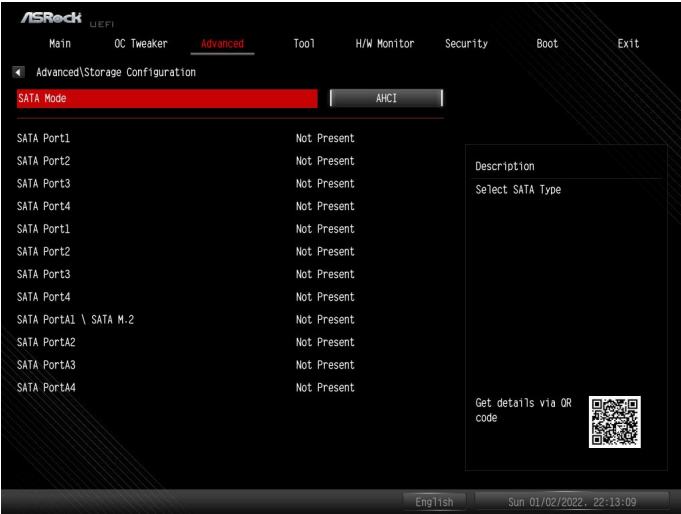 ASRock UEFI
Main OC Tweaker Advanced Tool H/W Monitor Security Boot Exit
Advanced\Storage Configuration
SATA Mode AHCI
SATA Port1 Not Present
SATA Port2 Not Present
SATA Port3 Not Present
SATA Port4 Not Present
SATA Port1 Not Present
SATA Port2 Not Present
SATA Port3 Not Present
SATA Port4 Not Present
SATA PortA1 \ SATA M.2 Not Present
SATA PortA2 Not Present
SATA PortA3 Not Present
SATA PortA4 Not Present
Description
Select SATA Type
Get details via QR
code
English Sun 01/02/2022. 22:13:09